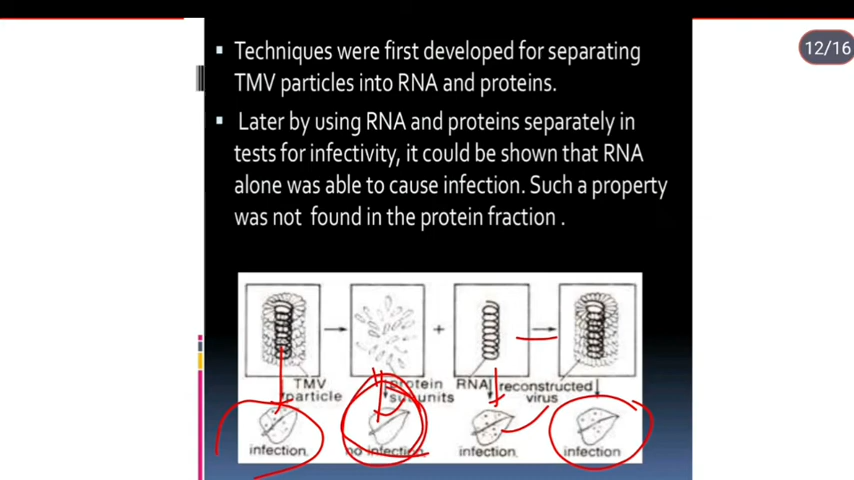 12/16
▪ Techniques were first developed for separating
TMV particles into RNA and proteins.
▪ Later by using RNA and proteins separately in
tests for infectivity, it could be shown that RNA
alone was able to cause infection. Such a property
was not found in the protein fraction .
+
TMV particle
protein subunits
RNA
reconstructed virus
infection.
no infection.
infection.
infection